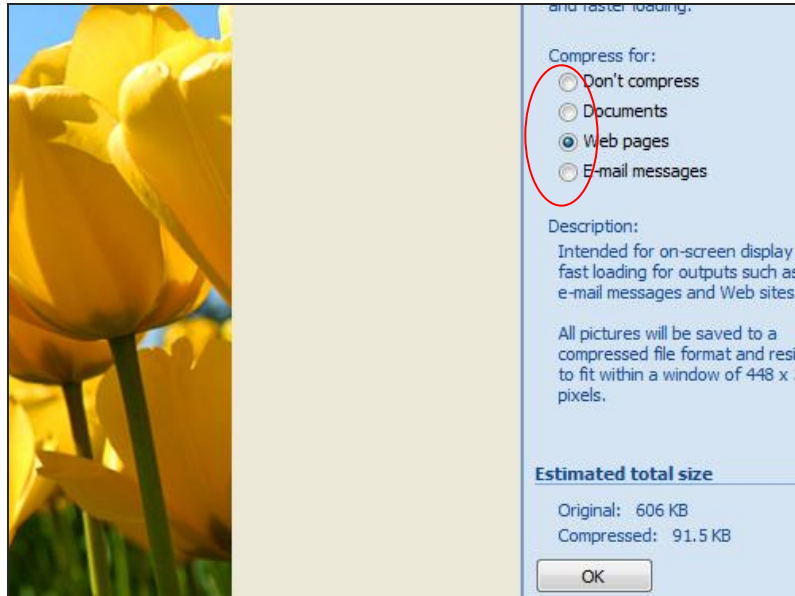 and faster loading.
Compress for:
Don't compress
Documents
Web pages
E-mail messages
Description:
Intended for on-screen display
fast loading for outputs such as
e-mail messages and Web sites
All pictures will be saved to a
compressed file format and resi
to fit within a window of 448 x
pixels.
Estimated total size
Original: 606 KB
Compressed: 91.5 KB
OK